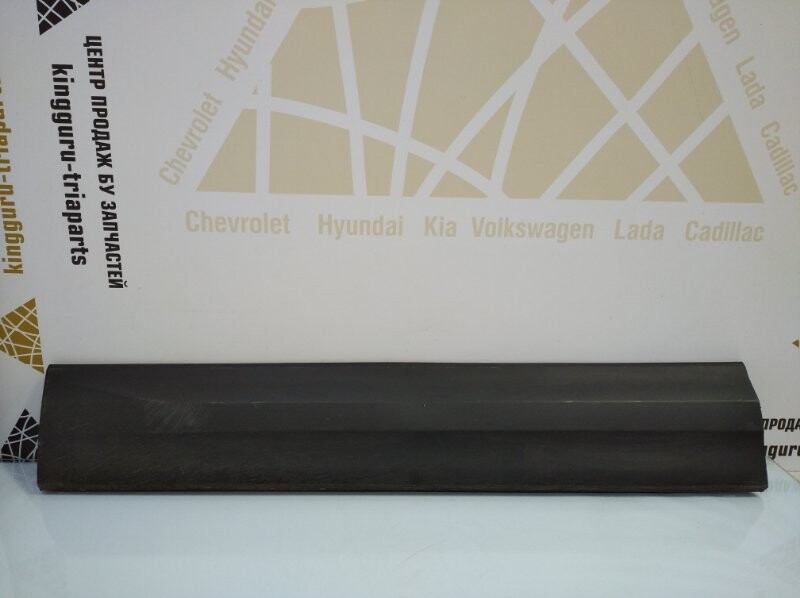 ЦЕНТР ПРОДАЖ БУ ЗАПЧАСТЕЙ
kingguru-triaparts
kingguru-triaparts
Chevrolet Hyundai
Lada Cadillac
Chevrolet Hyundai Kia Volkswagen Lada Cadillac